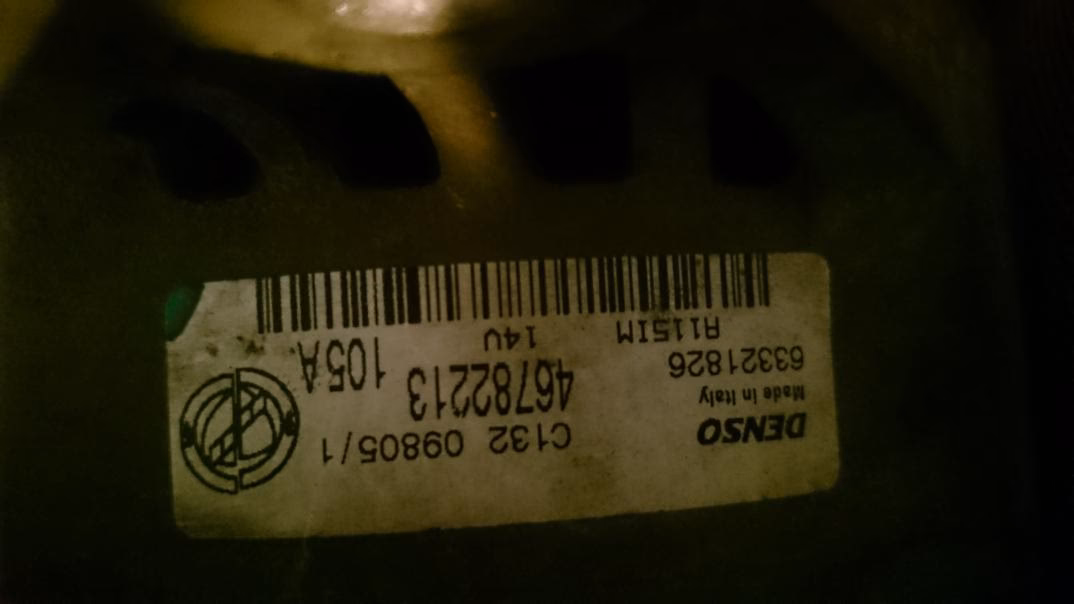 DENSO
Made in Italy
63321826
A115IM
C132 09805/1
46782213
14V
105A